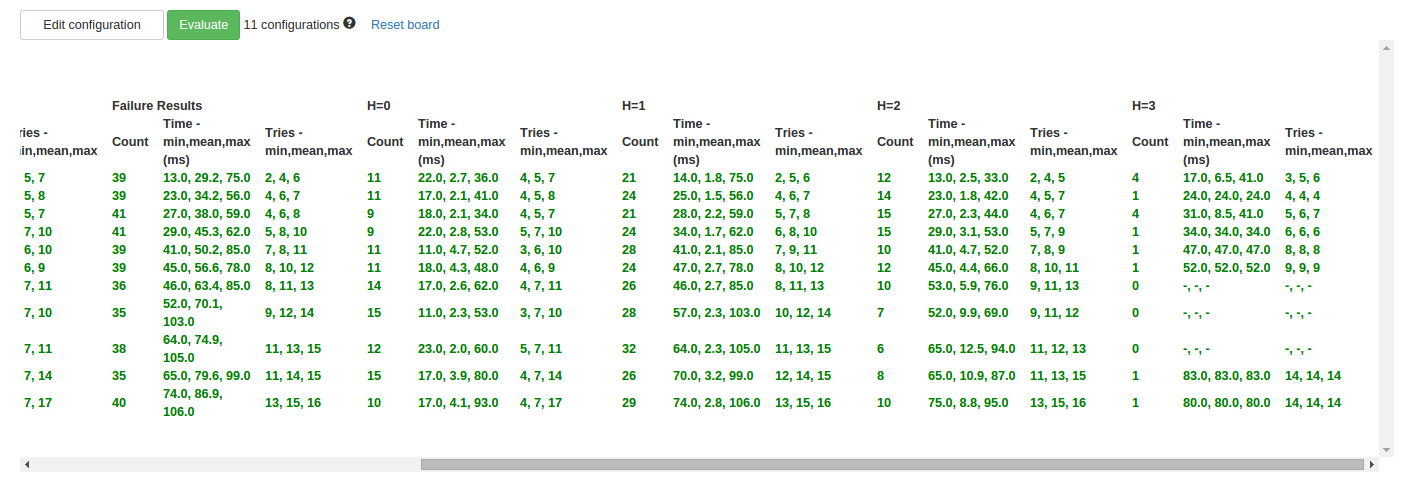 Edit configuration Evaluate 11 configurations ? Reset board
Failure Results H=0 H=1 H=2 H=3
ries - min,mean,max Count Time - min,mean,max (ms) Tries - min,mean,max Count Time - min,mean,max (ms) Tries - min,mean,max Count Time - min,mean,max (ms) Tries - min,mean,max Count Time - min,mean,max (ms) Tries - min,mean,max Count Time - min,mean,max (ms) Tries - min,mean,max
5, 7 39 13.0, 29.2, 75.0 2, 4, 6 11 22.0, 2.7, 36.0 4, 5, 7 21 14.0, 1.8, 75.0 2, 5, 6 12 13.0, 2.5, 33.0 2, 4, 5 4 17.0, 6.5, 41.0 3, 5, 6
5, 8 39 23.0, 34.2, 56.0 4, 6, 7 11 17.0, 2.1, 41.0 4, 5, 8 24 25.0, 1.5, 56.0 4, 6, 7 14 23.0, 1.8, 42.0 4, 5, 7 1 24.0, 24.0, 24.0 4, 4, 4
5, 7 41 27.0, 38.0, 59.0 4, 6, 8 9 18.0, 2.1, 34.0 4, 5, 7 21 28.0, 2.2, 59.0 5, 7, 8 15 27.0, 2.3, 44.0 4, 6, 7 4 31.0, 8.5, 41.0 5, 6, 7
7, 10 41 29.0, 45.3, 62.0 5, 8, 10 9 22.0, 2.8, 53.0 5, 7, 10 24 34.0, 1.7, 62.0 6, 8, 10 15 29.0, 3.1, 53.0 5, 7, 9 1 34.0, 34.0, 34.0 6, 6, 6
6, 10 39 41.0, 50.2, 85.0 7, 8, 11 11 11.0, 4.7, 52.0 3, 6, 10 28 41.0, 2.1, 85.0 7, 9, 11 10 41.0, 4.7, 52.0 7, 8, 9 1 47.0, 47.0, 47.0 8, 8, 8
6, 9 39 45.0, 56.6, 78.0 8, 10, 12 11 18.0, 4.3, 48.0 4, 6, 9 24 47.0, 2.7, 78.0 8, 10, 12 12 45.0, 4.4, 66.0 8, 10, 11 1 52.0, 52.0, 52.0 9, 9, 9
7, 11 36 46.0, 63.4, 85.0 8, 11, 13 14 17.0, 2.6, 62.0 4, 7, 11 26 46.0, 2.7, 85.0 8, 11, 13 10 53.0, 5.9, 76.0 9, 11, 13 0 -, -, - -, -, -
7, 10 35 52.0, 70.1, 103.0 9, 12, 14 15 11.0, 2.3, 53.0 3, 7, 10 28 57.0, 2.3, 103.0 10, 12, 14 7 52.0, 9.9, 69.0 9, 11, 12 0 -, -, - -, -, -
7, 11 38 64.0, 74.9, 105.0 11, 13, 15 12 23.0, 2.0, 60.0 5, 7, 11 32 64.0, 2.3, 105.0 11, 13, 15 6 65.0, 12.5, 94.0 11, 12, 13 0 -, -, - -, -, -
7, 14 35 65.0, 79.6, 99.0 11, 14, 15 15 17.0, 3.9, 80.0 4, 7, 14 26 70.0, 3.2, 99.0 12, 14, 15 8 65.0, 10.9, 87.0 11, 13, 15 1 83.0, 83.0, 83.0 14, 14, 14
7, 17 40 74.0, 86.9, 106.0 13, 15, 16 10 17.0, 4.1, 93.0 4, 7, 17 29 74.0, 2.8, 106.0 13, 15, 16 10 75.0, 8.8, 95.0 13, 15, 16 1 80.0, 80.0, 80.0 14, 14, 14